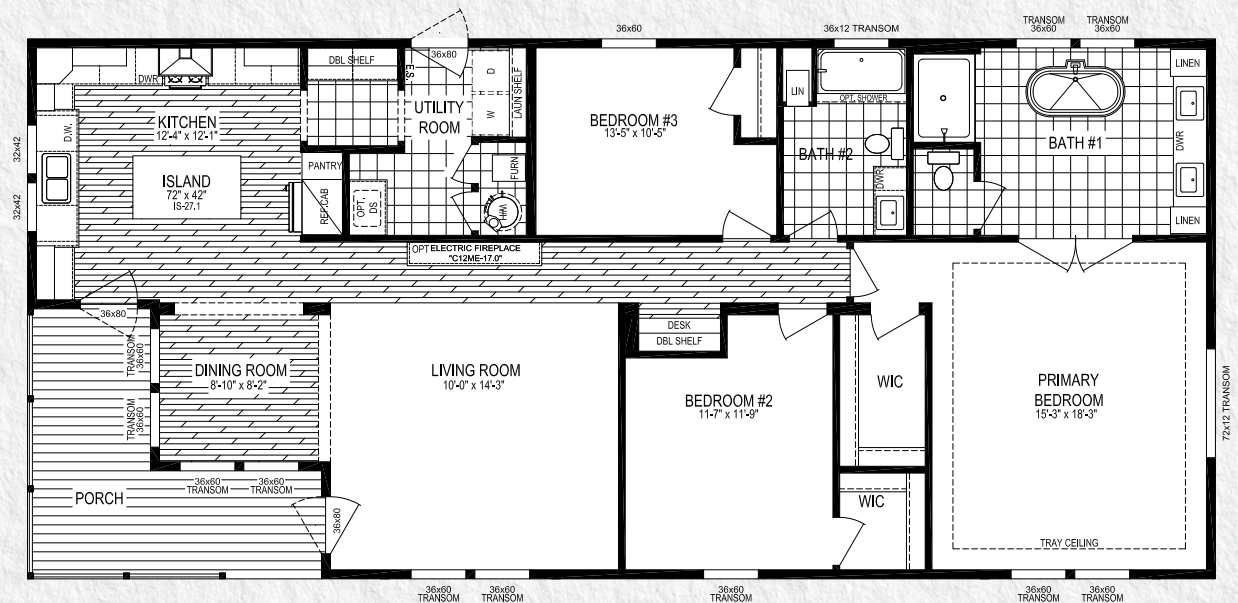 36x80
36x60
36x12 TRANSOM
TRANSOM
36x60
TRANSOM
36x60
DWR
DBL SHELF
E.S.
UTILITY
ROOM
D
W
LAUN SHELF
BEDROOM #3
13'-5" x 10'-5"
LIN
OPT. SHOWER
BATH #2
DWR
BATH #1
LINEN
DWR
LINEN
KITCHEN
12'-4" x 12'-1"
D.W.
32x42
32x42
ISLAND
72" x 42"
IS-27.1
PANTRY
REF/CAB
OPT.
DS
FURN
WH
OPT ELECTRIC FIREPLACE
"C12ME-17.0"
36x80
TRANSOM
36x60
TRANSOM
36x60
DINING ROOM
8'-10" x 8'-2"
LIVING ROOM
10'-0" x 14'-3"
DESK
DBL SHELF
BEDROOM #2
11-7" x 11'-9"
WIC
WIC
PRIMARY
BEDROOM
15'-3" x 18'-3"
72x12 TRANSOM
TRAY CEILING
PORCH
36x60
TRANSOM
36x60
TRANSOM
36x80
36x60
TRANSOM
36x60
TRANSOM
36x60
TRANSOM
36x60
TRANSOM
36x60
TRANSOM